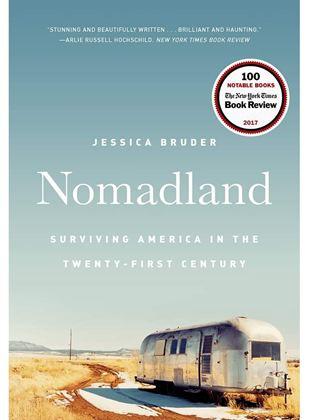 "STUNNING AND BEAUTIFULLY WRITTEN . . . BRILLIANT AND HAUNTING."
—ARLIE RUSSELL HOCHSCHILD, NEW YORK TIMES BOOK REVIEW
100
NOTABLE BOOKS
The New York Times
Book Review
2017
JESSICA BRUDER
Nomadland
SURVIVING AMERICA IN THE
TWENTY-FIRST CENTURY